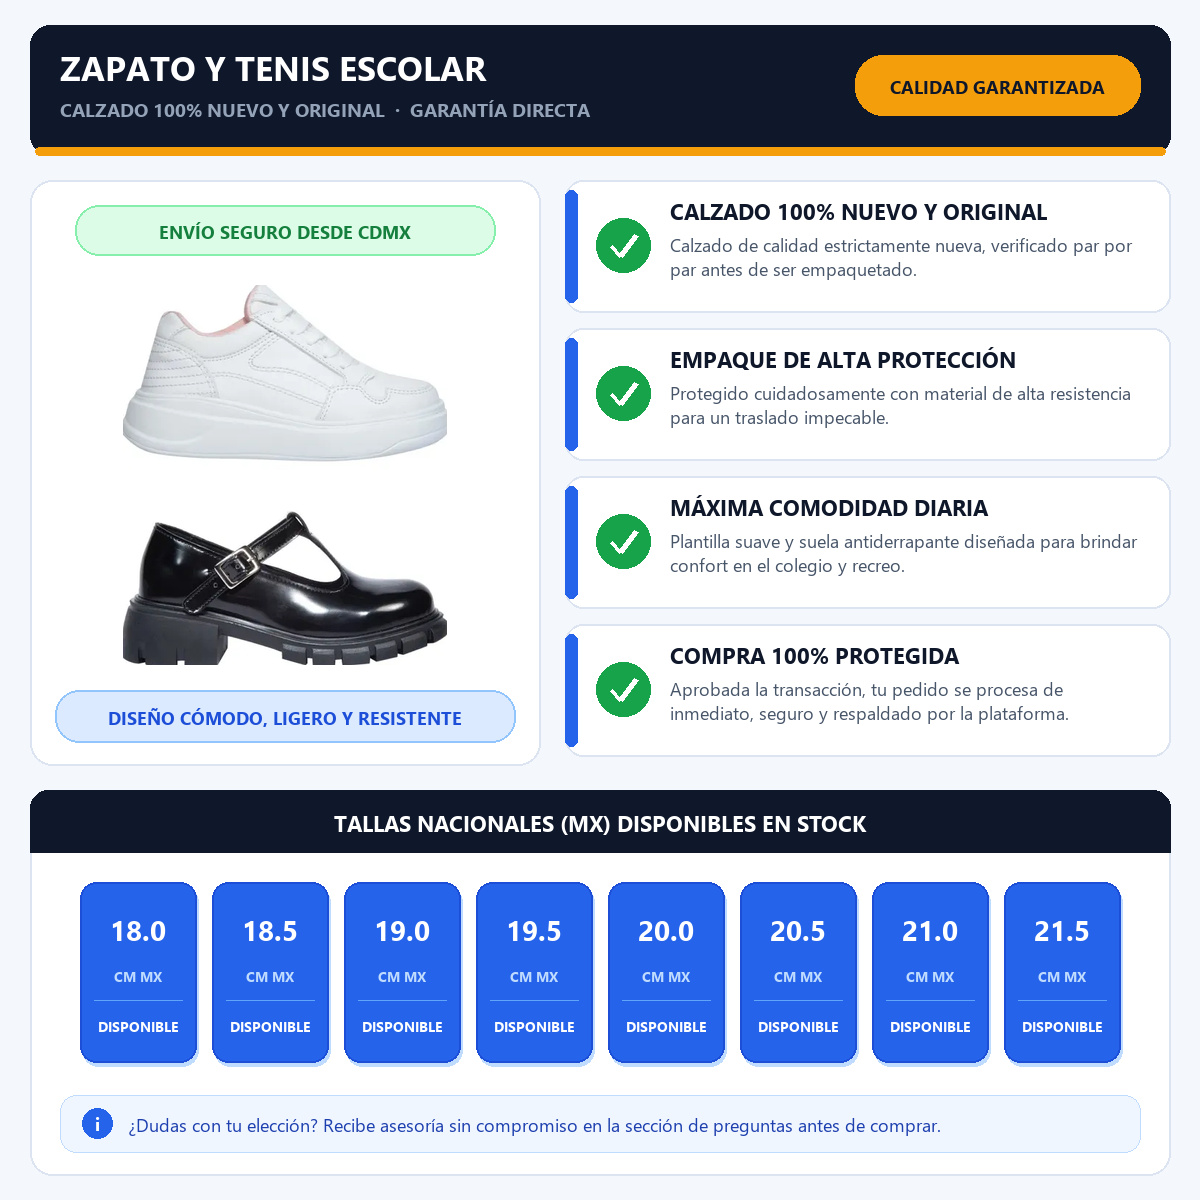 ZAPATO Y TENIS ESCOLAR
CALZADO 100% NUEVO Y ORIGINAL · GARANTÍA DIRECTA
CALIDAD GARANTIZADA
ENVÍO SEGURO DESDE CDMX
DISEÑO CÓMODO, LIGERO Y RESISTENTE
CALZADO 100% NUEVO Y ORIGINAL
Calzado de calidad estrictamente nueva, verificado par por
par antes de ser empaquetado.
EMPAQUE DE ALTA PROTECCIÓN
Protegido cuidadosamente con material de alta resistencia
para un traslado impecable.
MÁXIMA COMODIDAD DIARIA
Plantilla suave y suela antiderrapante diseñada para brindar
confort en el colegio y recreo.
COMPRA 100% PROTEGIDA
Aprobada la transacción, tu pedido se procesa de
inmediato, seguro y respaldado por la plataforma.
TALLAS NACIONALES (MX) DISPONIBLES EN STOCK
18.0 18.5 19.0 19.5 20.0 20.5 21.0 21.5
CM MX CM MX CM MX CM MX CM MX CM MX CM MX CM MX
DISPONIBLE DISPONIBLE DISPONIBLE DISPONIBLE DISPONIBLE DISPONIBLE DISPONIBLE DISPONIBLE
i ¿Dudas con tu elección? Recibe asesoría sin compromiso en la sección de preguntas antes de comprar.